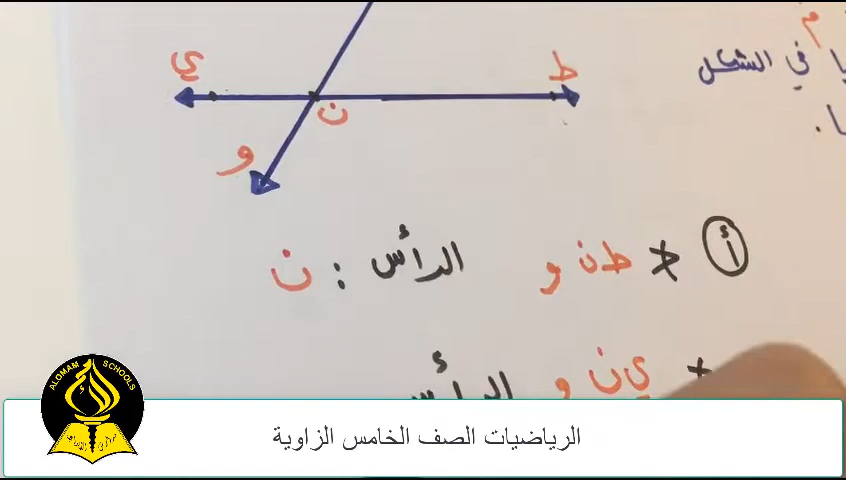 م
في الشكل
ي
ط
ن
و
أ * ط ن و الرأس : ن
* ي ن و الرأس
ALOMAM SCHOOLS
الرياضيات الصف الخامس الزاوية